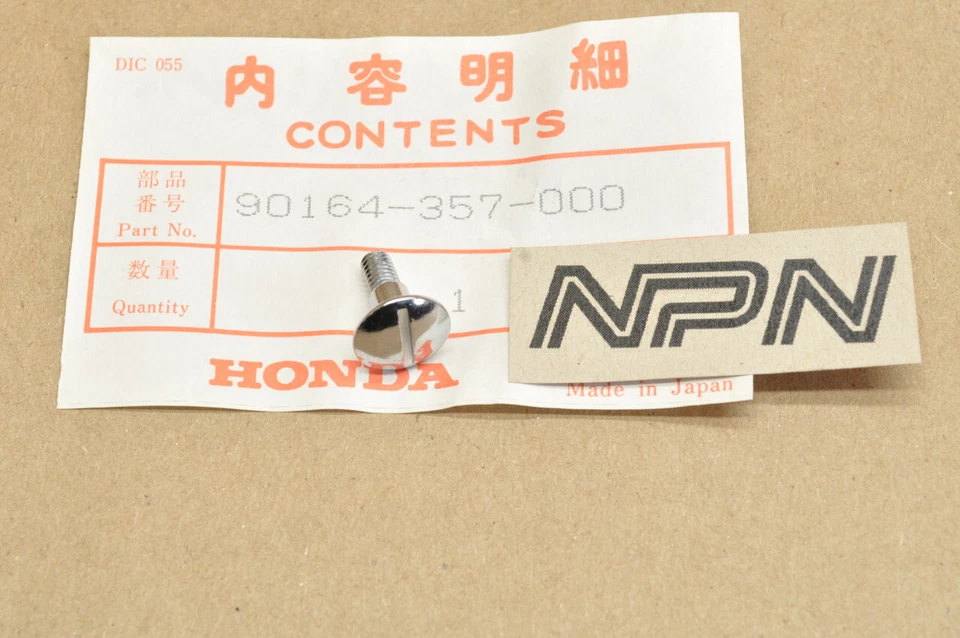 DIC 055
内容明細
CONTENTS
部品
番号
Part No.
90164-357-000
数量
Quantity
1
HONDA
Made in Japan
NPN